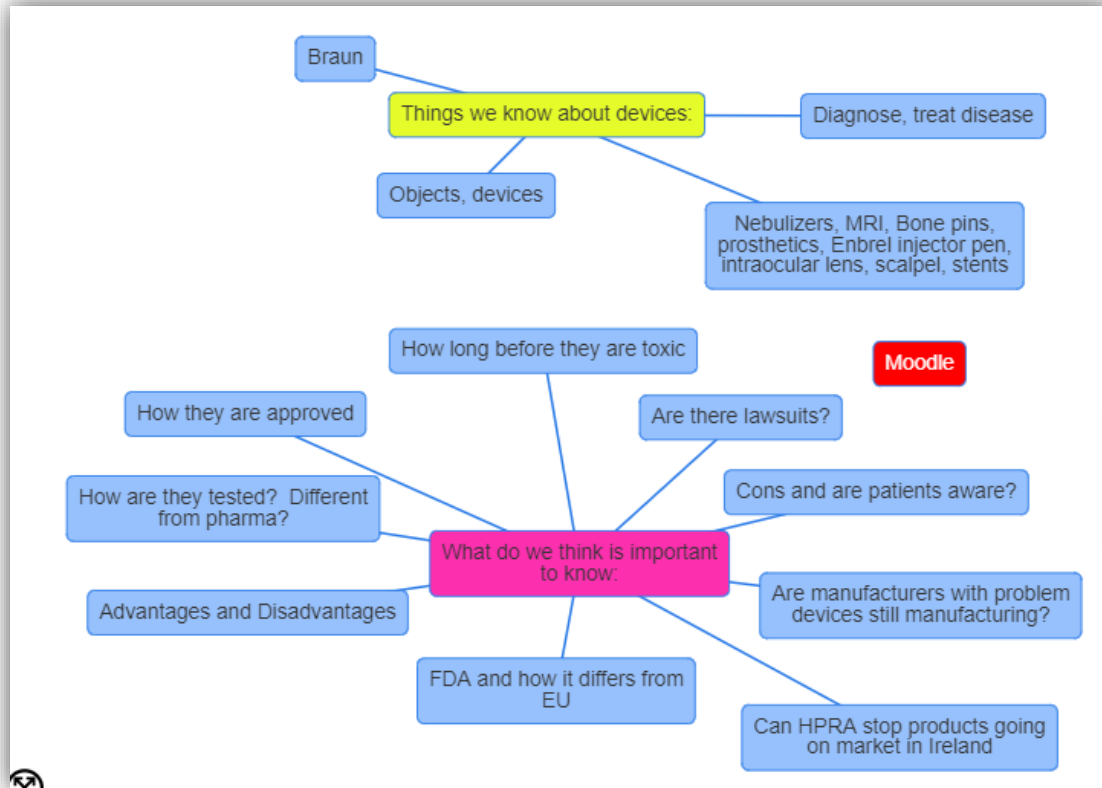 Braun
Things we know about devices:
Diagnose, treat disease
Objects, devices
Nebulizers, MRI, Bone pins,
prosthetics, Enbrel injector pen,
intraocular lens, scalpel, stents
How long before they are toxic
Moodle
How they are approved
Are there lawsuits?
How are they tested?  Different
from pharma?
Cons and are patients aware?
What do we think is important
to know:
Advantages and Disadvantages
Are manufacturers with problem
devices still manufacturing?
FDA and how it differs from
EU
Can HPRA stop products going
on market in Ireland